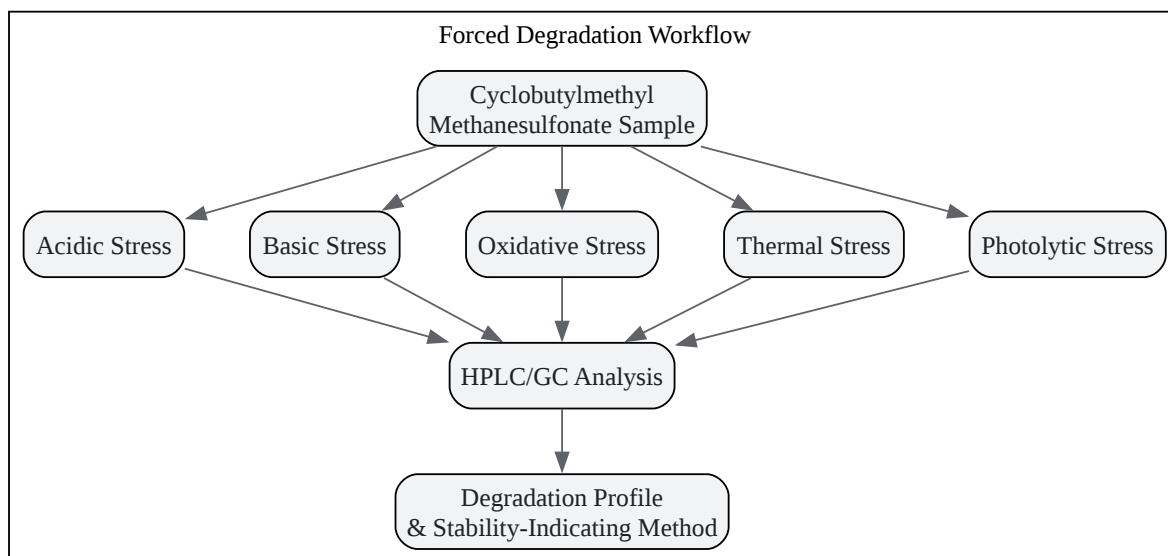 Forced Degradation Workflow
Cyclobutylmethyl
Methanesulfonate Sample
Acidic Stress
Basic Stress
Oxidative Stress
Thermal Stress
Photolytic Stress
HPLC/GC Analysis
Degradation Profile
& Stability-Indicating Method